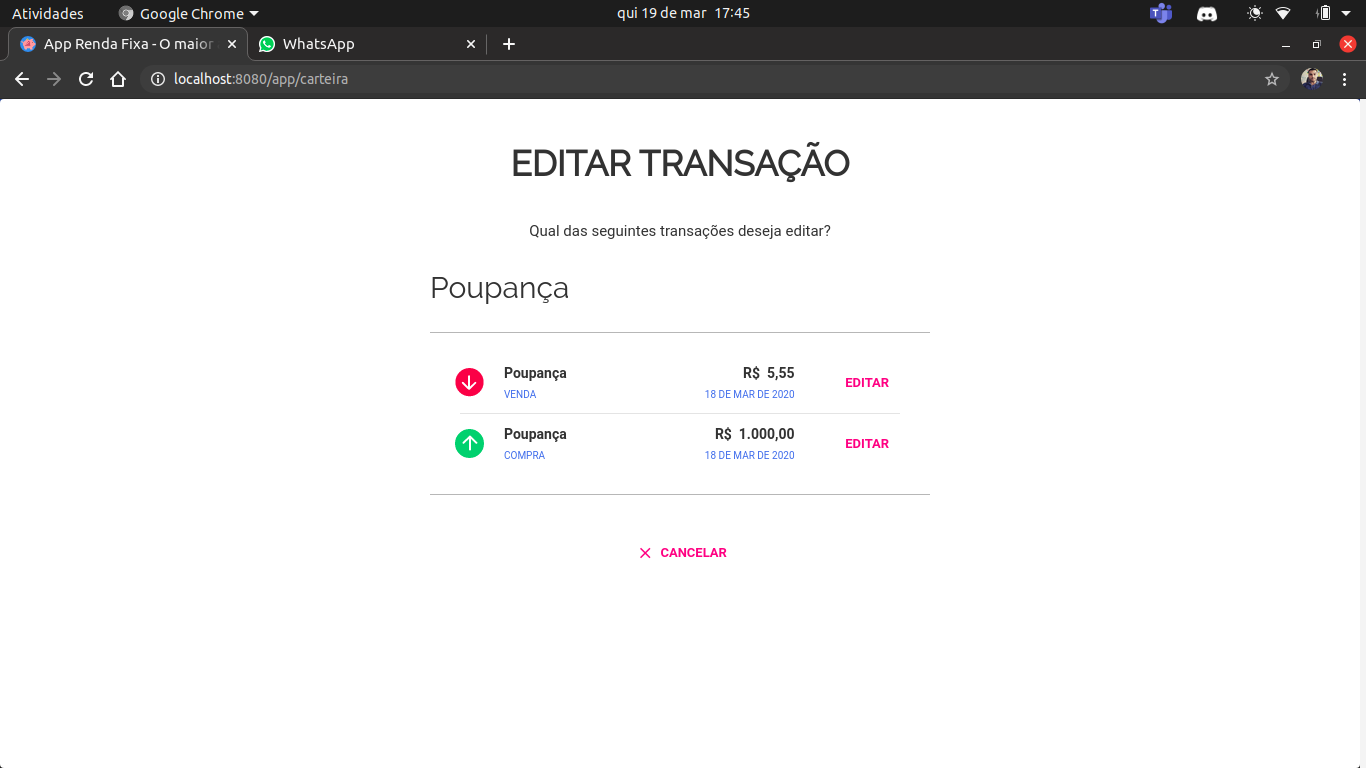 Atividades
Google Chrome
qui 19 de mar 17:45
App Renda Fixa - O maior
WhatsApp
localhost:8080/app/carteira
EDITAR TRANSAÇÃO
Qual das seguintes transações deseja editar?
Poupança
Poupança R$ 5,55 EDITAR
VENDA 18 DE MAR DE 2020
Poupança R$ 1.000,00 EDITAR
COMPRA 18 DE MAR DE 2020
CANCELAR